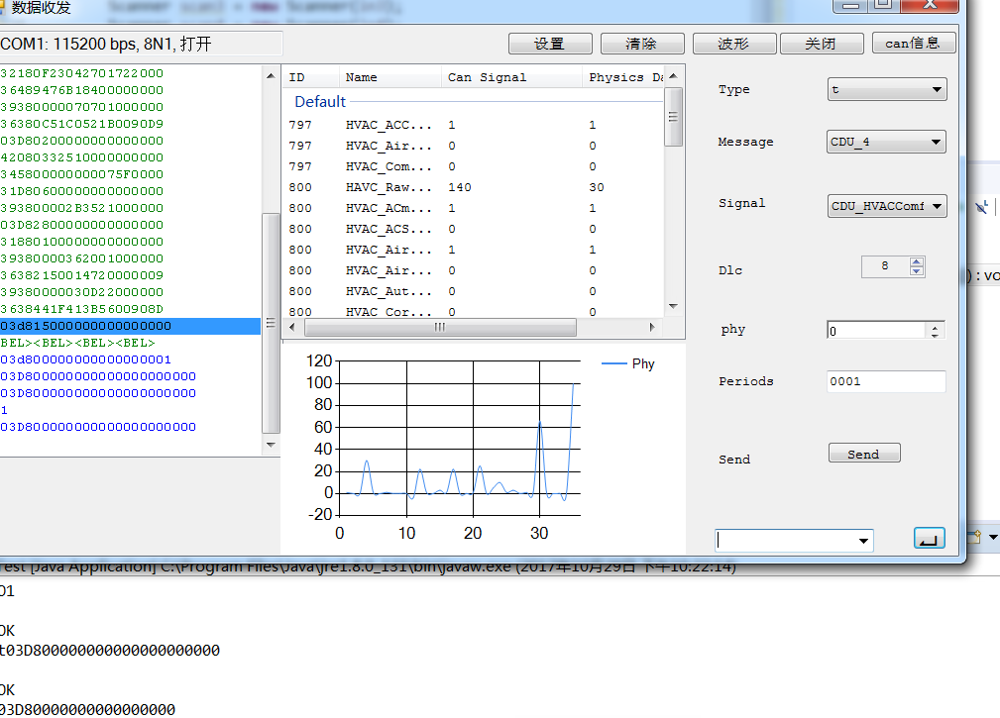 数据收发
COM1: 115200 bps, 8N1, 打开
设置 清除 波形 关闭 can信息
32180F23042701722000
36489476B18400000000
39380000070701000000
36380C51C0521B0090D9
03D80200000000000000
42080332510000000000
34580000000075F0000
31D80600000000000000
393800002B3521000000
03D82800000000000000
31880100000000000000
39380000362001000000
36382150014720000009
39380000030D22000000
3638441F413B5600908D
03d81500000000000000
BEL><BEL><BEL><BEL>
03d80000000000000001
03D80000000000000000000
03D80000000000000000000
1
03D80000000000000000000
ID Name Can Signal Physics Da
Default
797 HVAC_ACC... 1 1
797 HVAC_Air... 0 0
797 HVAC_Com... 0 0
800 HAVC_Raw... 140 30
800 HVAC_ACm... 1 1
800 HVAC_ACS... 0 0
800 HVAC_Air... 1 1
800 HVAC_Air... 0 0
800 HVAC_Aut... 0 0
800 HVAC_Cor... 0 0
120
100
80
60
40
20
0
-20
0 10 20 30
Phy
Type t
Message CDU_4
Signal CDU_HVACComf
Dlc 8
phy 0
Periods 0001
Send Send
) : vo
Test [Java Application] C:\Program Files\Java\jre1.8.0_131\bin\javaw.exe (2017年10月29日 下午10:22:14)
01
OK
t03D80000000000000000000
OK
03D80000000000000000